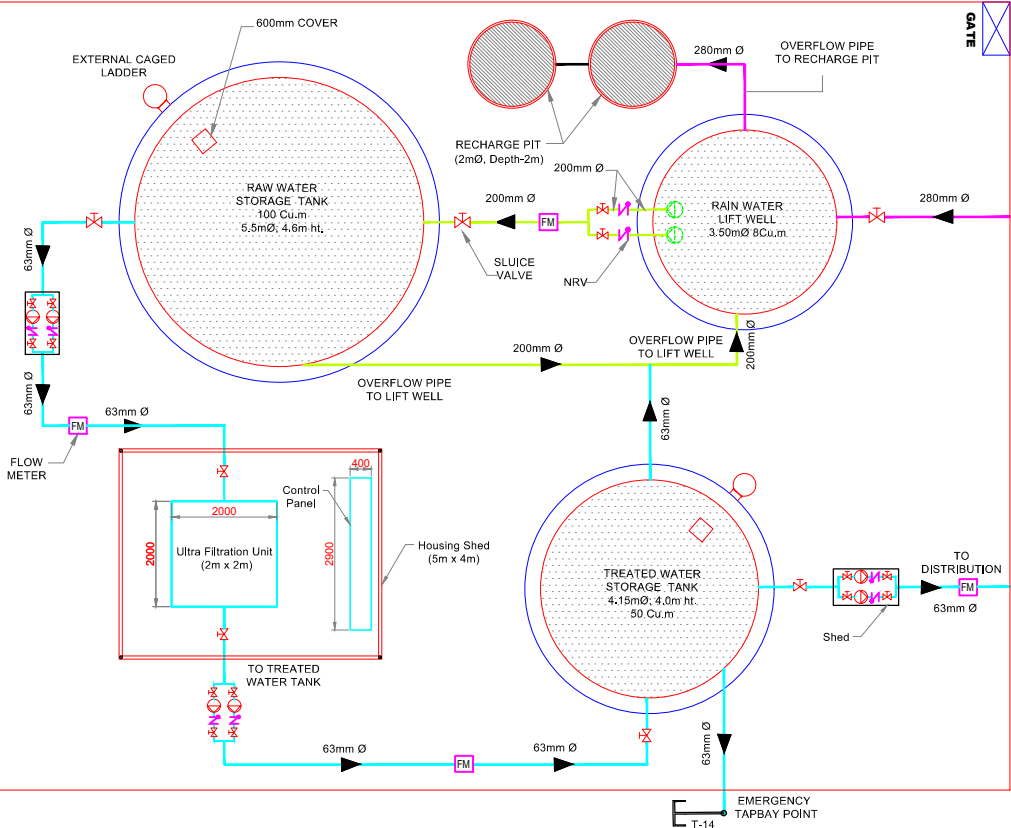 600mm COVER
EXTERNAL CAGED
LADDER
280mm Ø
OVERFLOW PIPE
TO RECHARGE PIT
GATE
RECHARGE PIT
(2mØ, Depth-2m)
200mm Ø
RAW WATER
STORAGE TANK
100 Cu.m
5.5mØ; 4.6m ht.
200mm Ø
FM
RAIN WATER
LIFT WELL
3.50mØ 8Cu.m
280mm Ø
SLUICE
VALVE
NRV
63mm Ø
200mm Ø
OVERFLOW PIPE
TO LIFT WELL
200mm Ø
OVERFLOW PIPE
TO LIFT WELL
63mm Ø
63mm Ø
FM
63mm Ø
FLOW
METER
400
Control
Panel
2000
2000
2900
Ultra Filtration Unit
(2m x 2m)
Housing Shed
(5m x 4m)
TREATED WATER
STORAGE TANK
4.15mØ; 4.0m ht.
50 Cu.m
TO
DISTRIBUTION
FM
63mm Ø
Shed
TO TREATED
WATER TANK
63mm Ø
FM
63mm Ø
63mm Ø
EMERGENCY
TAPBAY POINT
T-14